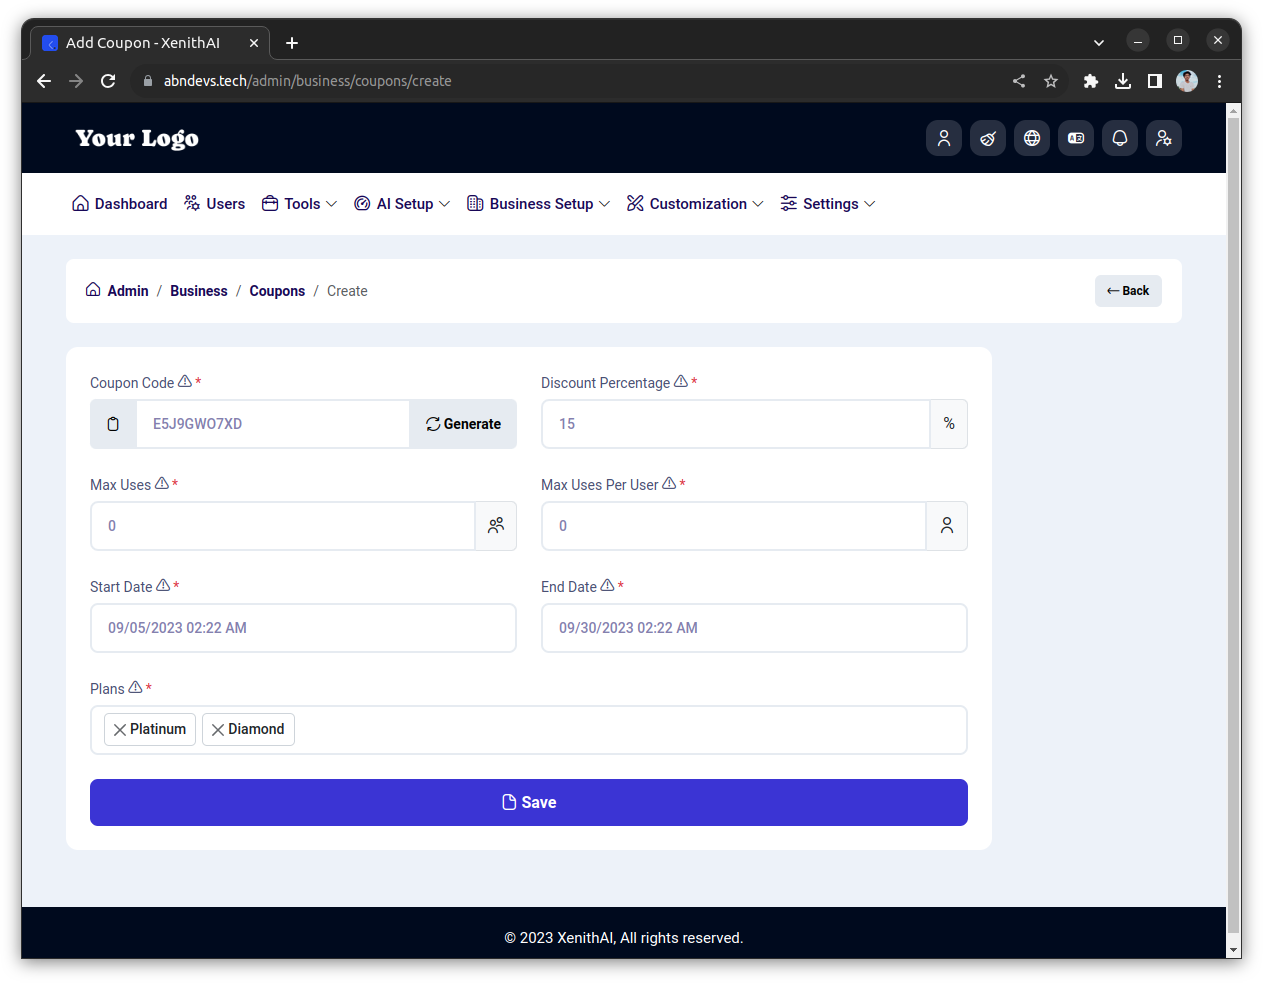 Add Coupon - XenithAI
abndevs.tech/admin/business/coupons/create
Your Logo
Dashboard Users Tools AI Setup Business Setup Customization Settings
Admin / Business / Coupons / Create
← Back
Coupon Code *
Discount Percentage *
E5J9GWO7XD
Generate
15
%
Max Uses *
Max Uses Per User *
0
0
Start Date *
End Date *
09/05/2023 02:22 AM
09/30/2023 02:22 AM
Plans *
Platinum Diamond
Save
© 2023 XenithAI, All rights reserved.